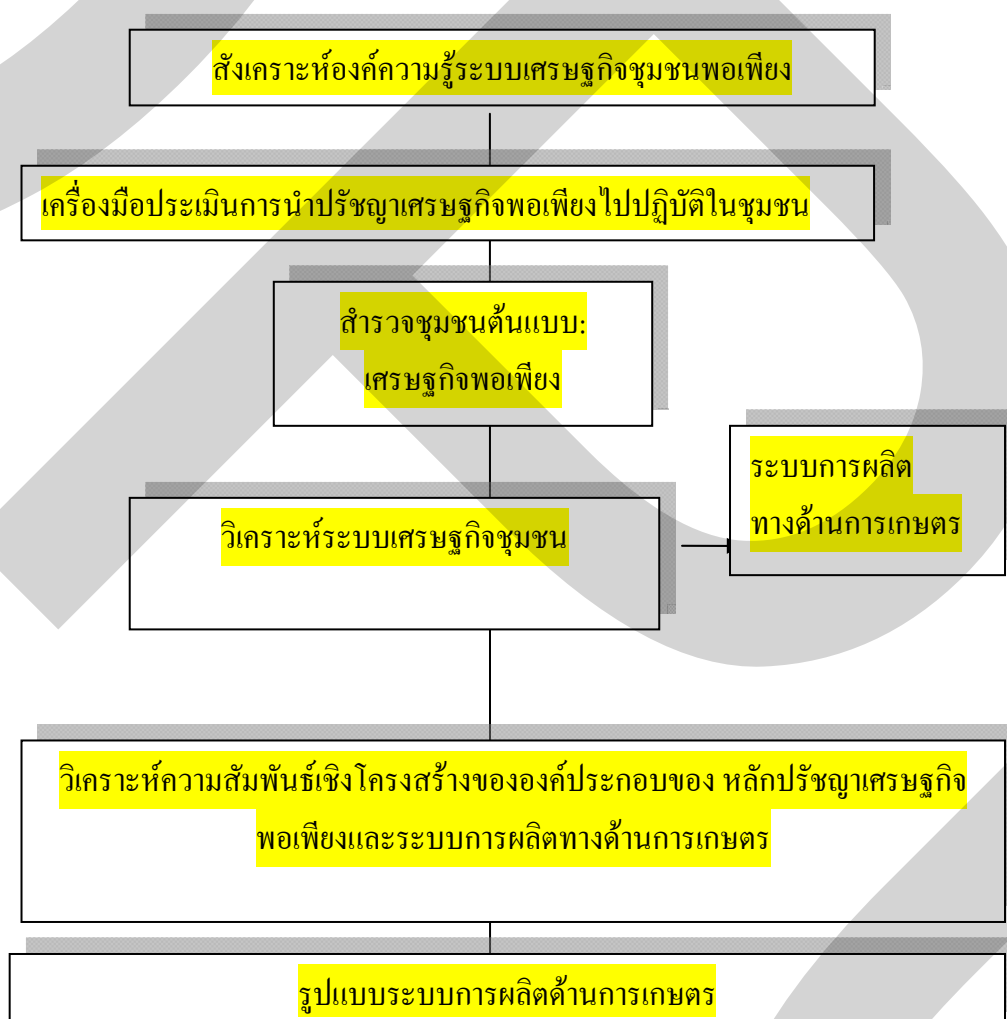 สังเคราะห์องค์ความรู้ระบบเศรษฐกิจชุมชนพอเพียง
เครื่องมือประเมินการนำปรัชญาเศรษฐกิจพอเพียงไปปฏิบัติในชุมชน
สำรวจชุมชนต้นแบบ:
เศรษฐกิจพอเพียง
ระบบการผลิต
ทางด้านการเกษตร
วิเคราะห์ระบบเศรษฐกิจชุมชน
วิเคราะห์ความสัมพันธ์เชิงโครงสร้างขององค์ประกอบของ หลักปรัชญาเศรษฐกิจ
พอเพียงและระบบการผลิตทางด้านการเกษตร
รูปแบบระบบการผลิตด้านการเกษตร